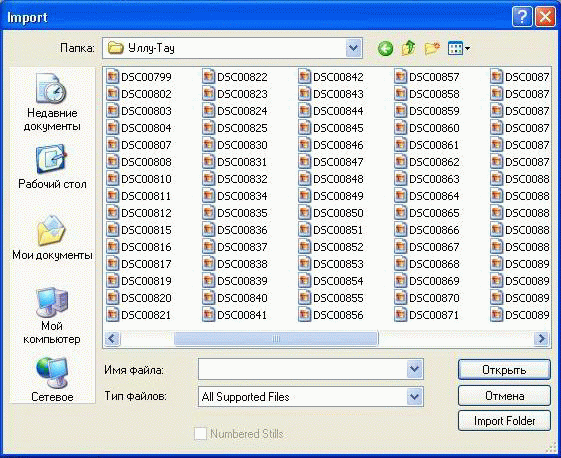 Import
Папка: Уллу-Тау
Недавние документы
Рабочий стол
Мои документы
Мой компьютер
Сетевое
DSC00799 DSC00822 DSC00842 DSC00857 DSC0087
DSC00802 DSC00823 DSC00843 DSC00858 DSC0087
DSC00803 DSC00824 DSC00844 DSC00859 DSC0087
DSC00804 DSC00825 DSC00845 DSC00860 DSC0087
DSC00807 DSC00830 DSC00846 DSC00861 DSC0087
DSC00808 DSC00831 DSC00847 DSC00862 DSC0087
DSC00810 DSC00832 DSC00848 DSC00863 DSC0088
DSC00811 DSC00834 DSC00849 DSC00864 DSC0088
DSC00812 DSC00835 DSC00850 DSC00865 DSC0088
DSC00815 DSC00836 DSC00851 DSC00866 DSC0088
DSC00816 DSC00837 DSC00852 DSC00867 DSC0088
DSC00817 DSC00838 DSC00853 DSC00868 DSC0089
DSC00819 DSC00839 DSC00854 DSC00869 DSC0089
DSC00820 DSC00840 DSC00855 DSC00870 DSC0089
DSC00821 DSC00841 DSC00856 DSC00871 DSC0089
Имя файла:
Открыть
Тип файлов: All Supported Files
Отмена
Import Folder
Numbered Stills